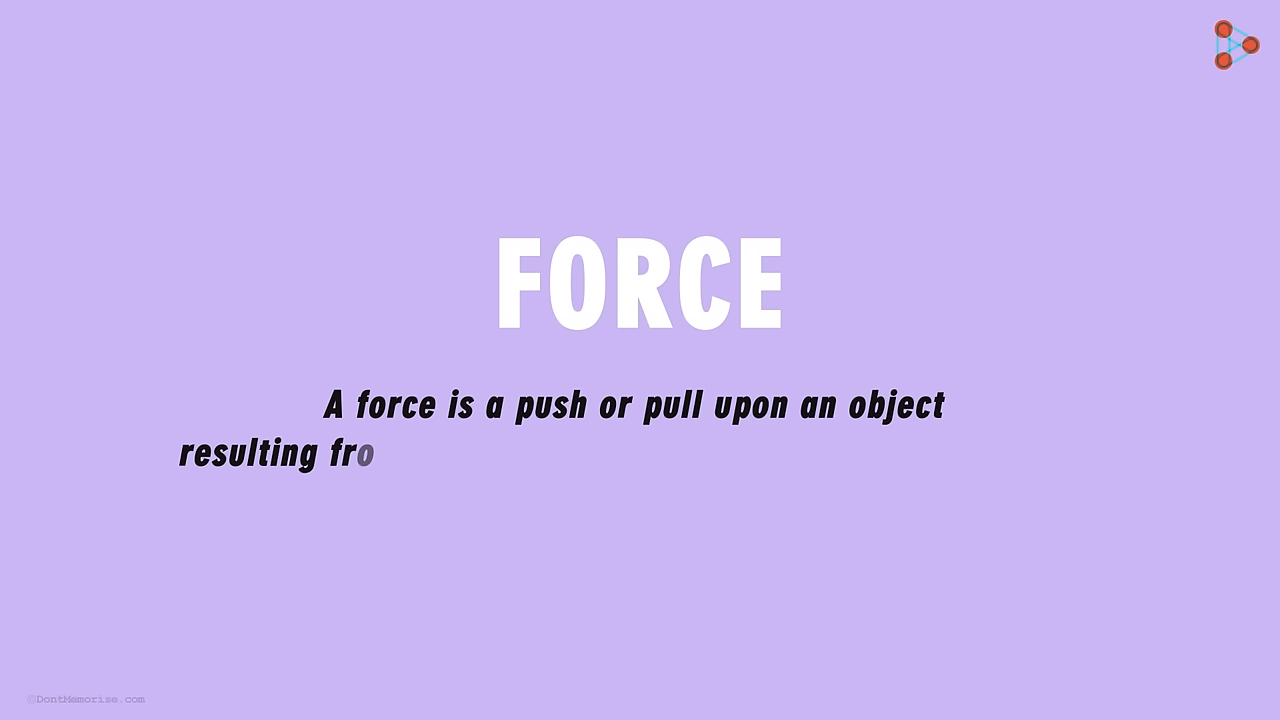 FORCE
A force is a push or pull upon an object
resulting fro
©DontMemorise.com